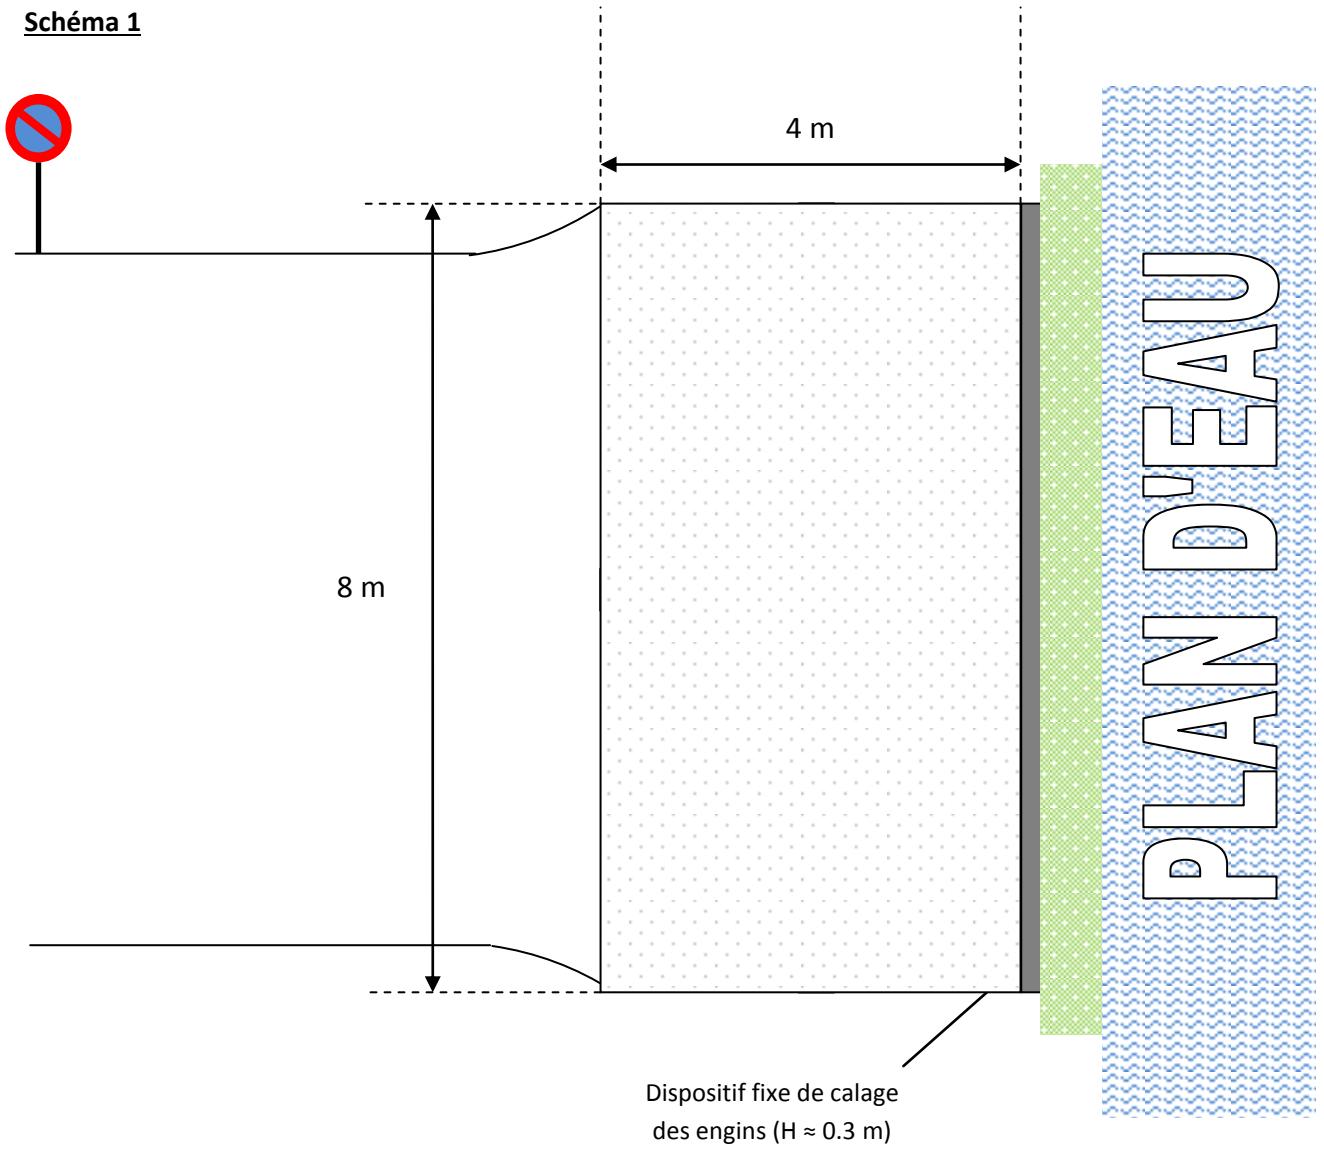 Schéma 1
4 m
8 m
PLAN D'EAU
Dispositif fixe de calage
des engins (H ≈ 0.3 m)